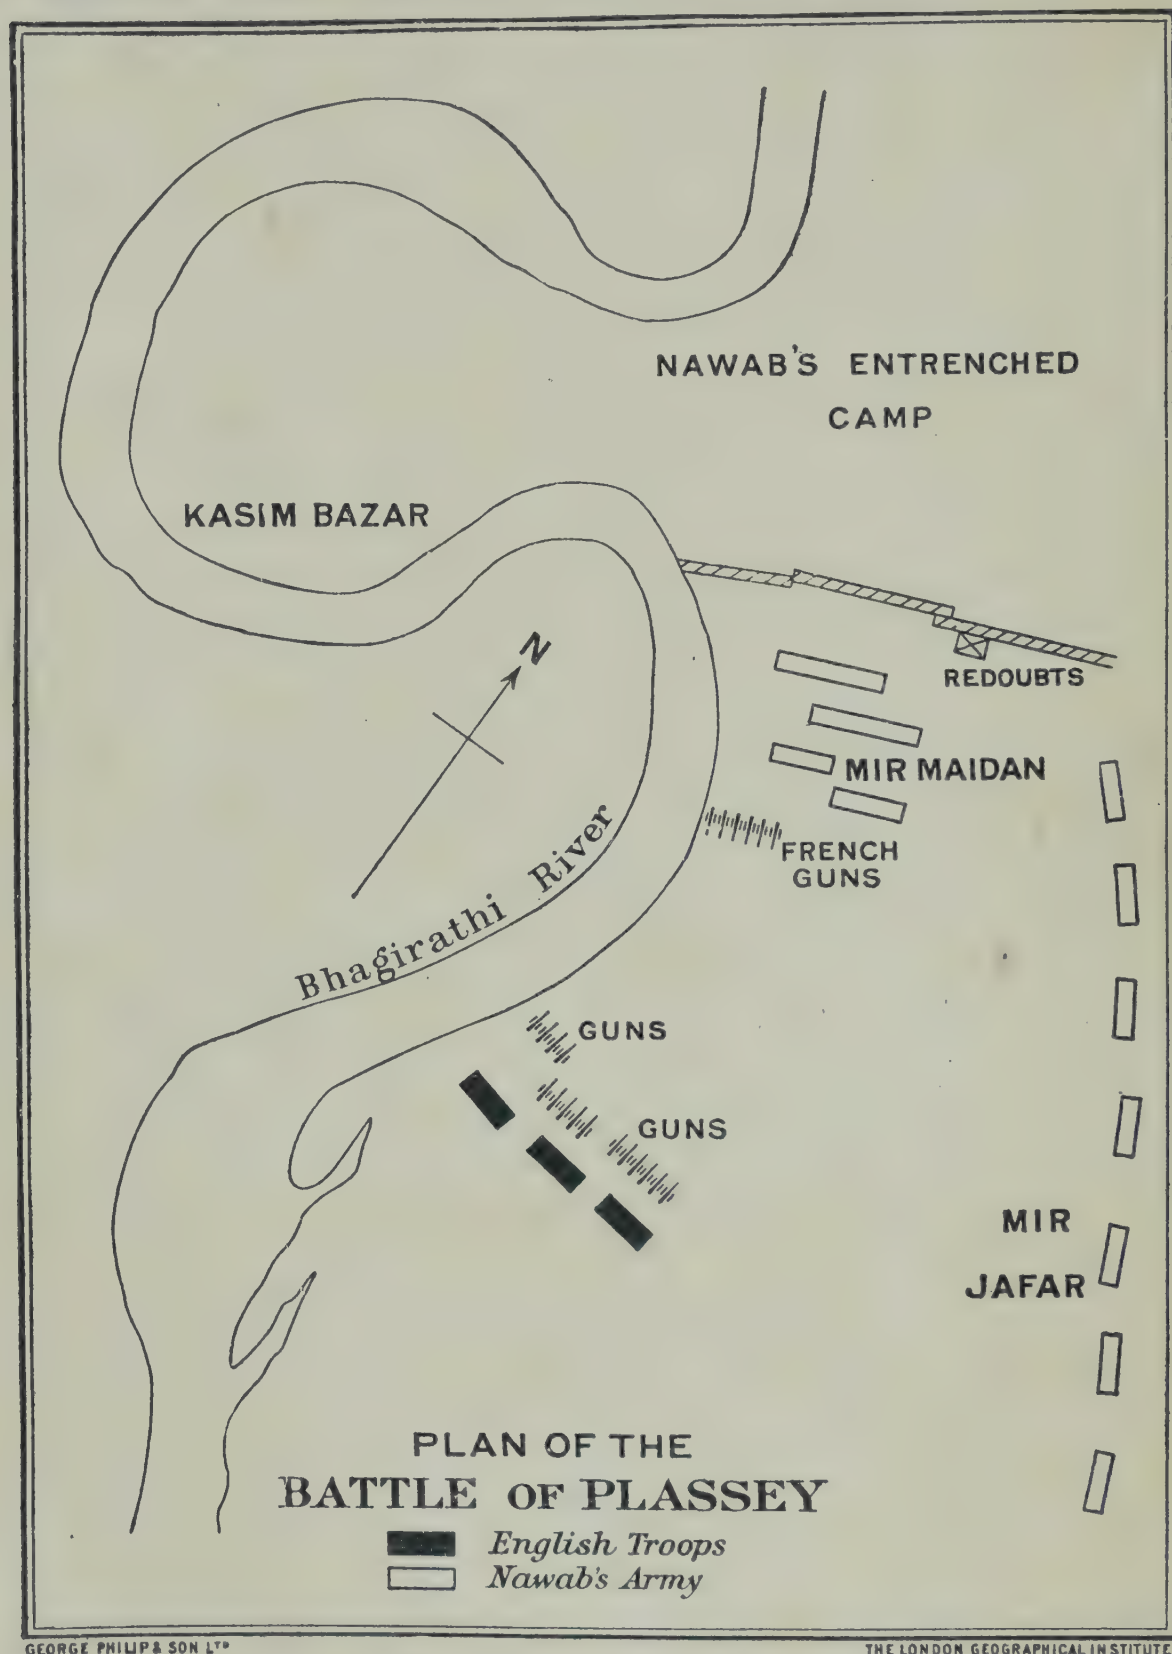 NAWAB'S ENTRENCHED
CAMP
KASIM BAZAR
N
REDOUBTS
MIR MAIDAN
FRENCH
GUNS
Bhagirathi River
GUNS
GUNS
MIR
JAFAR
PLAN OF THE
BATTLE OF PLASSEY
English Troops
Nawab's Army
GEORGE PHILIP & SON LTD
THE LONDON GEOGRAPHICAL INSTITUTE